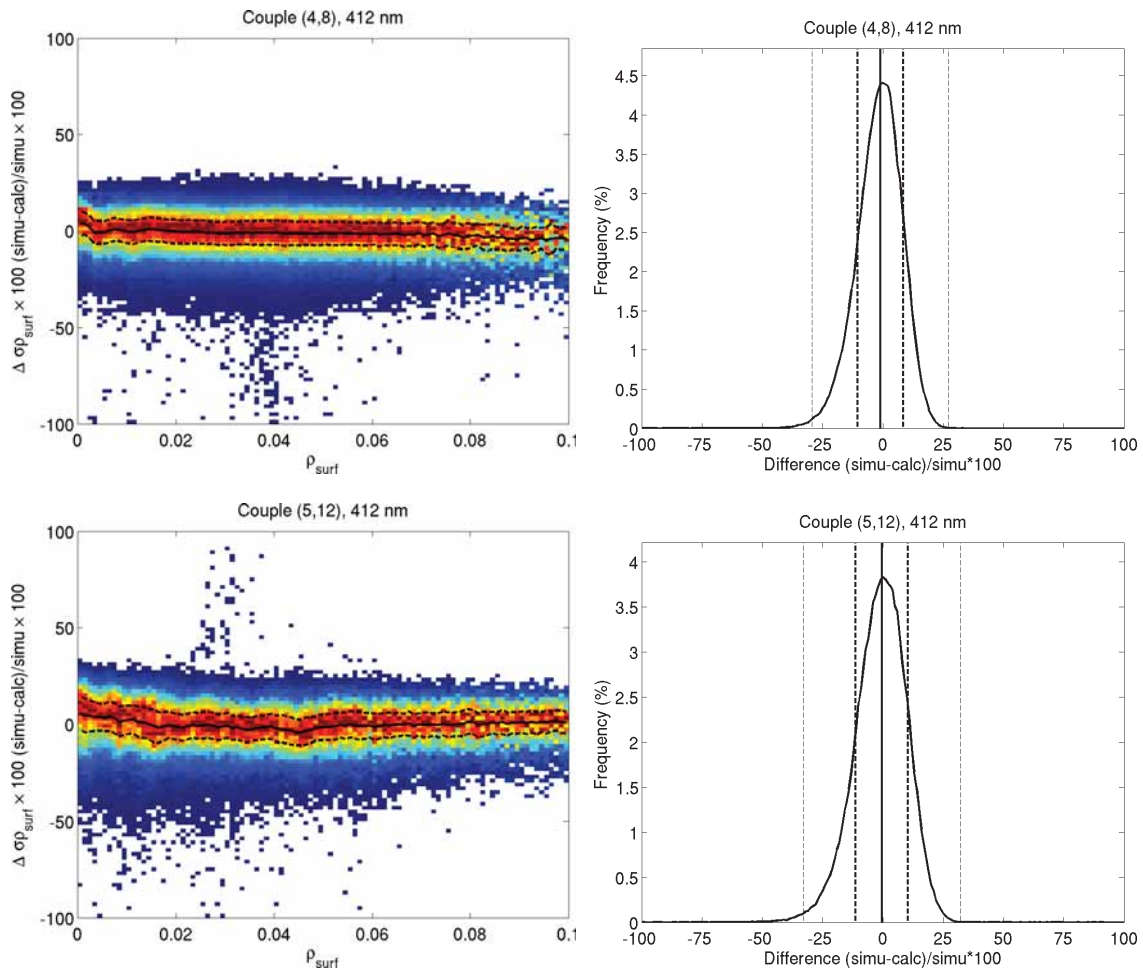 Couple (4,8), 412 nm
Δ σρsurf × 100 (simu-calc)/simu × 100
100
50
0
-50
-100
0 0.02 0.04 0.06 0.08 0.1
ρsurf
Couple (4,8), 412 nm
Frequency (%)
4.5
4
3.5
3
2.5
2
1.5
1
0.5
0
-100 -75 -50 -25 0 25 50 75 100
Difference (simu-calc)/simu*100
Couple (5,12), 412 nm
Δ σρsurf × 100 (simu-calc)/simu × 100
100
50
0
-50
-100
0 0.02 0.04 0.06 0.08 0.1
ρsurf
Couple (5,12), 412 nm
Frequency (%)
4
3.5
3
2.5
2
1.5
1
0.5
0
-100 -75 -50 -25 0 25 50 75 100
Difference (simu-calc)/simu*100